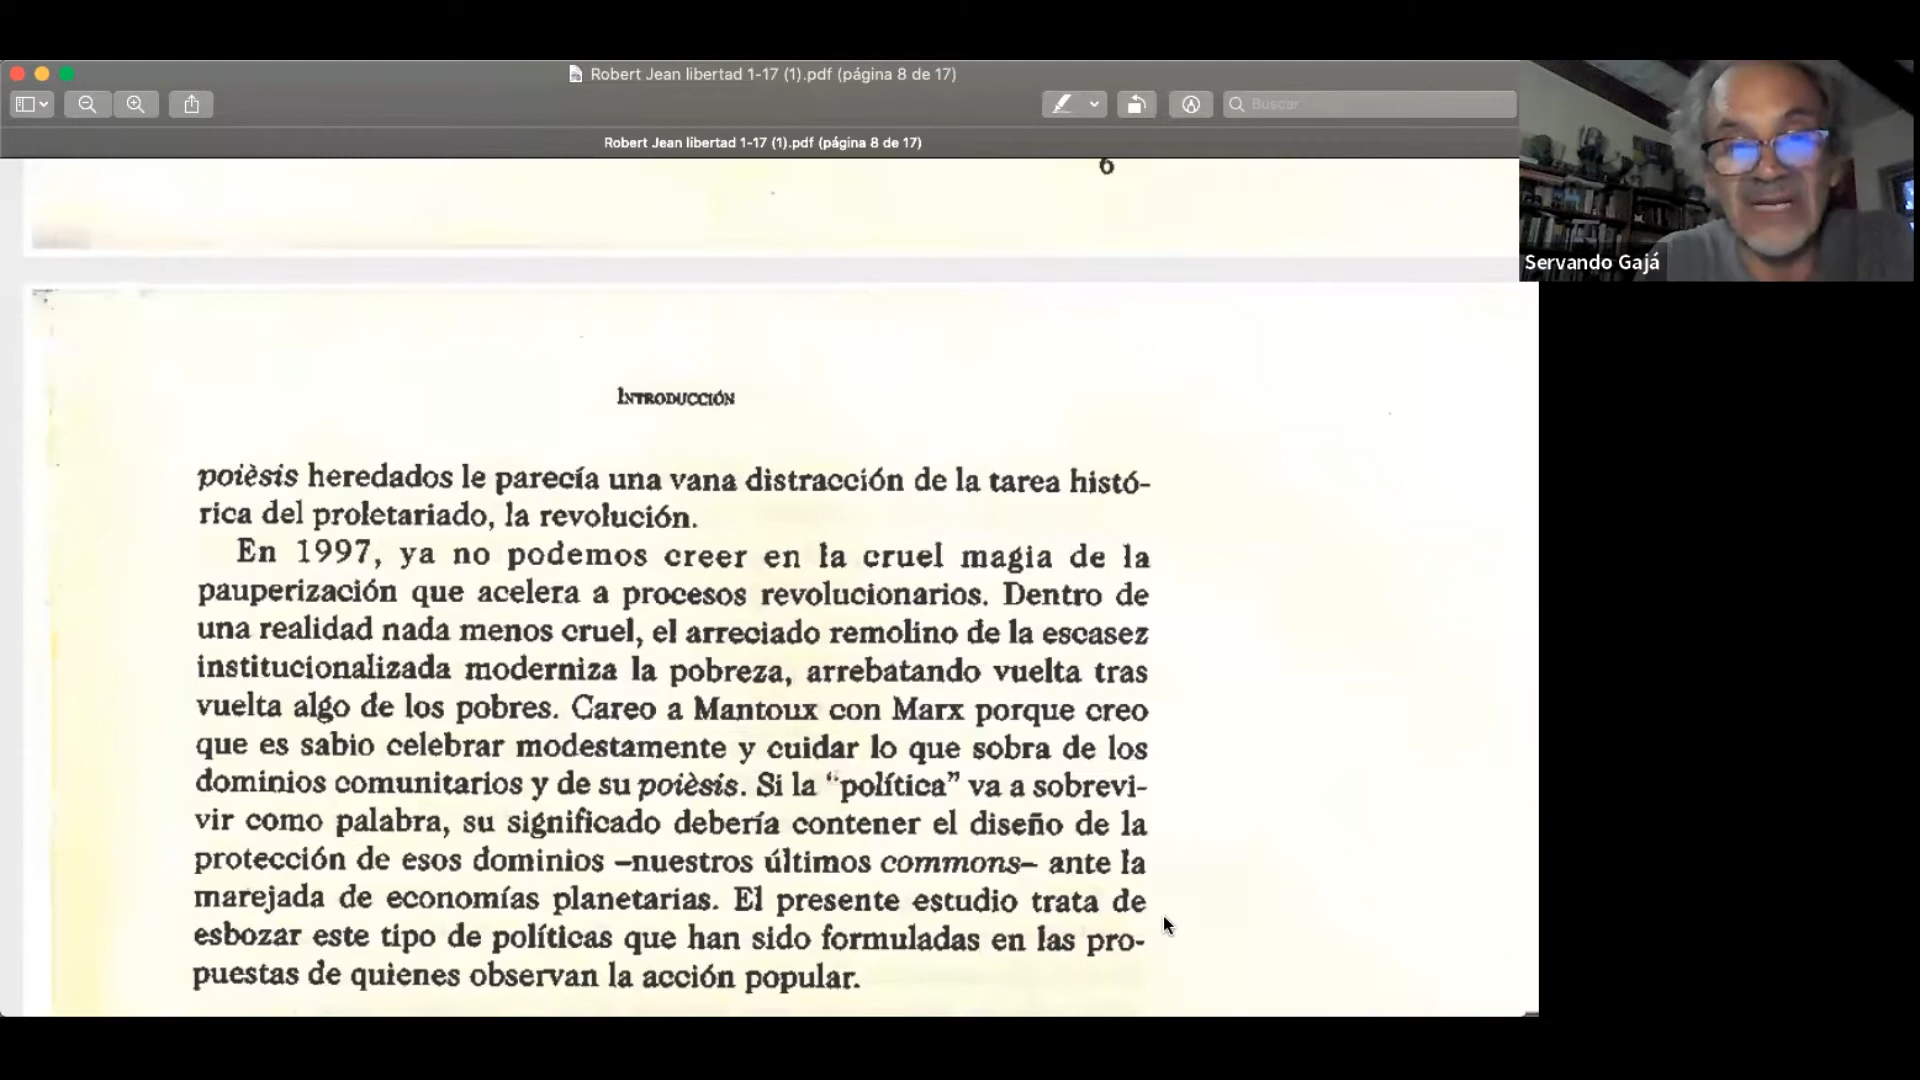 Robert Jean libertad 1-17 (1).pdf (página 8 de 17)
Buscar
Robert Jean libertad 1-17 (1).pdf (página 8 de 17)
Servando Gajá
6
INTRODUCCIÓN
poièsis heredados le parecía una vana distracción de la tarea histó-
rica del proletariado, la revolución.
En 1997, ya no podemos creer en la cruel magia de la
pauperización que acelera a procesos revolucionarios. Dentro de
una realidad nada menos cruel, el arreciado remolino de la escasez
institucionalizada moderniza la pobreza, arrebatando vuelta tras
vuelta algo de los pobres. Careo a Mantoux con Marx porque creo
que es sabio celebrar modestamente y cuidar lo que sobra de los
dominios comunitarios y de su poièsis. Si la “política” va a sobrevi-
vir como palabra, su significado debería contener el diseño de la
protección de esos dominios –nuestros últimos commons– ante la
marejada de economías planetarias. El presente estudio trata de
esbozar este tipo de políticas que han sido formuladas en las pro-
puestas de quienes observan la acción popular.